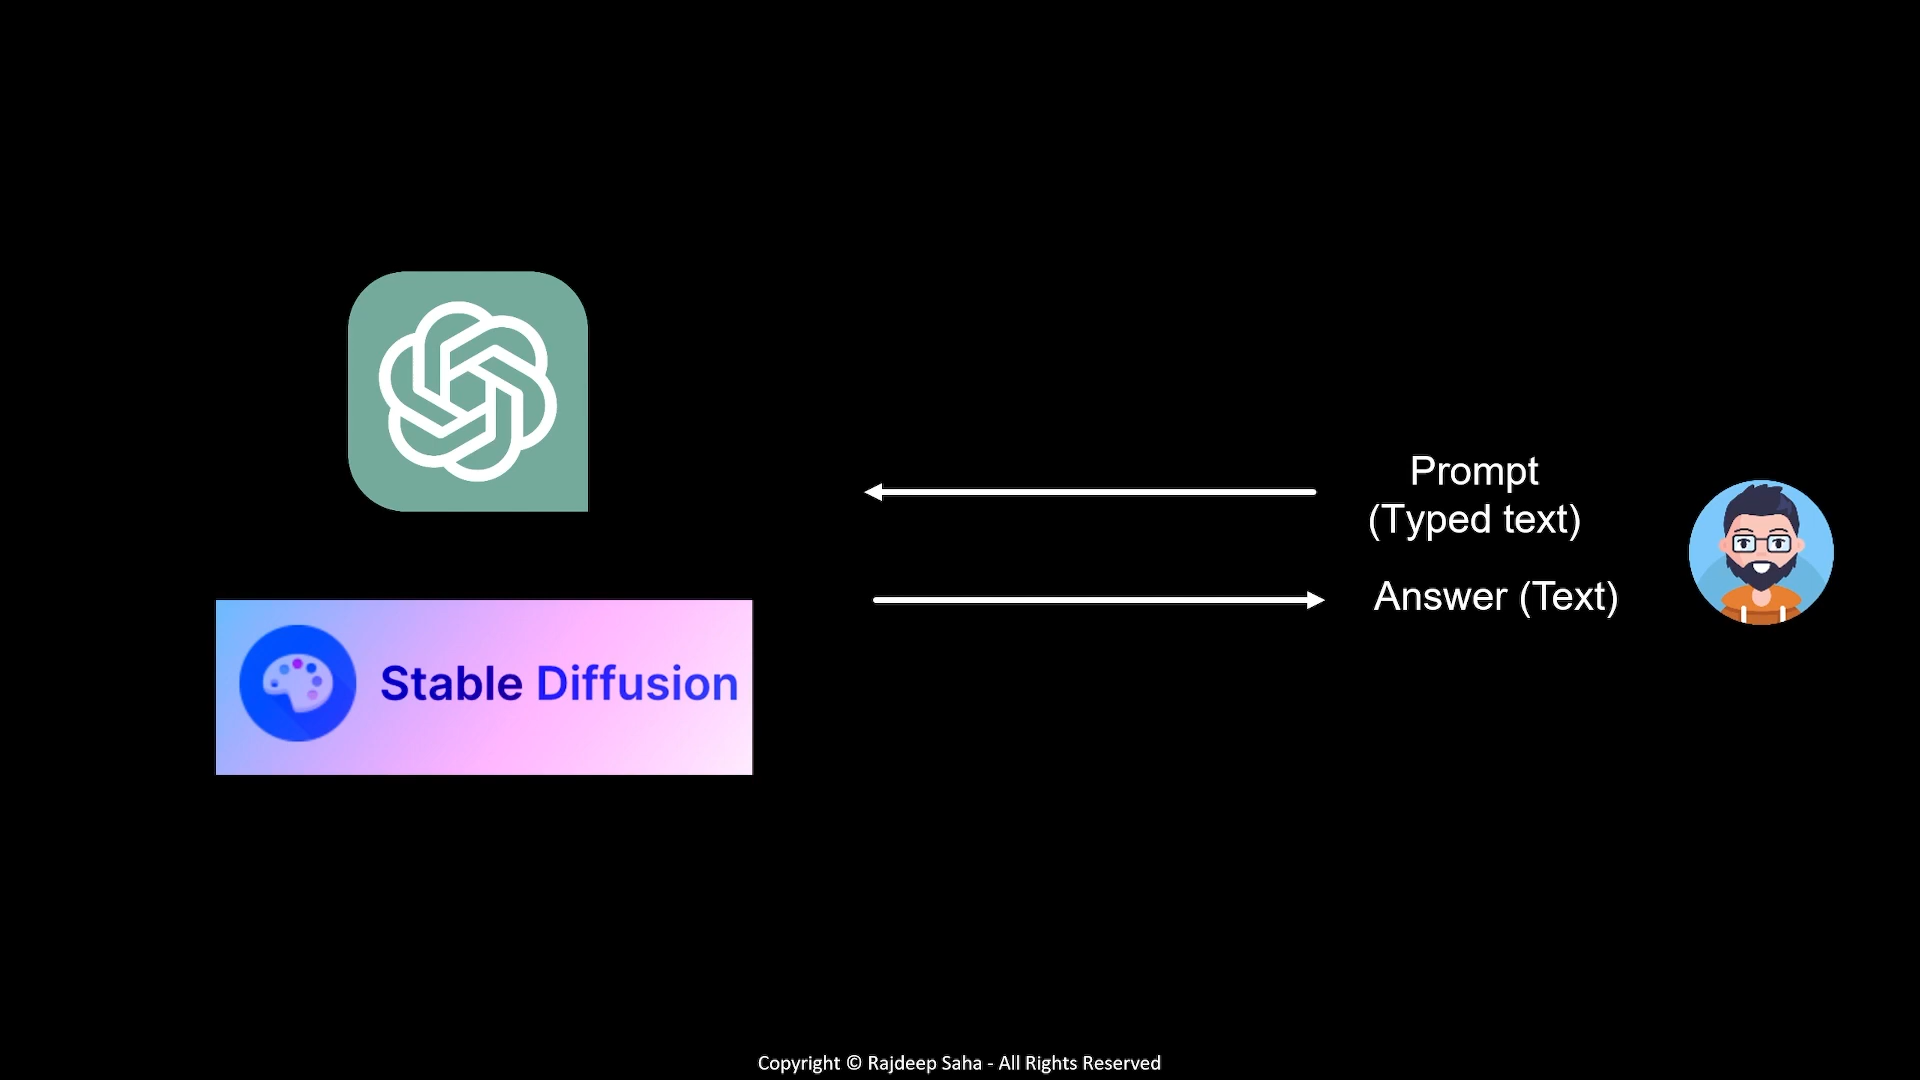 Prompt
(Typed text)
Answer (Text)
Stable Diffusion
Copyright © Rajdeep Saha - All Rights Reserved